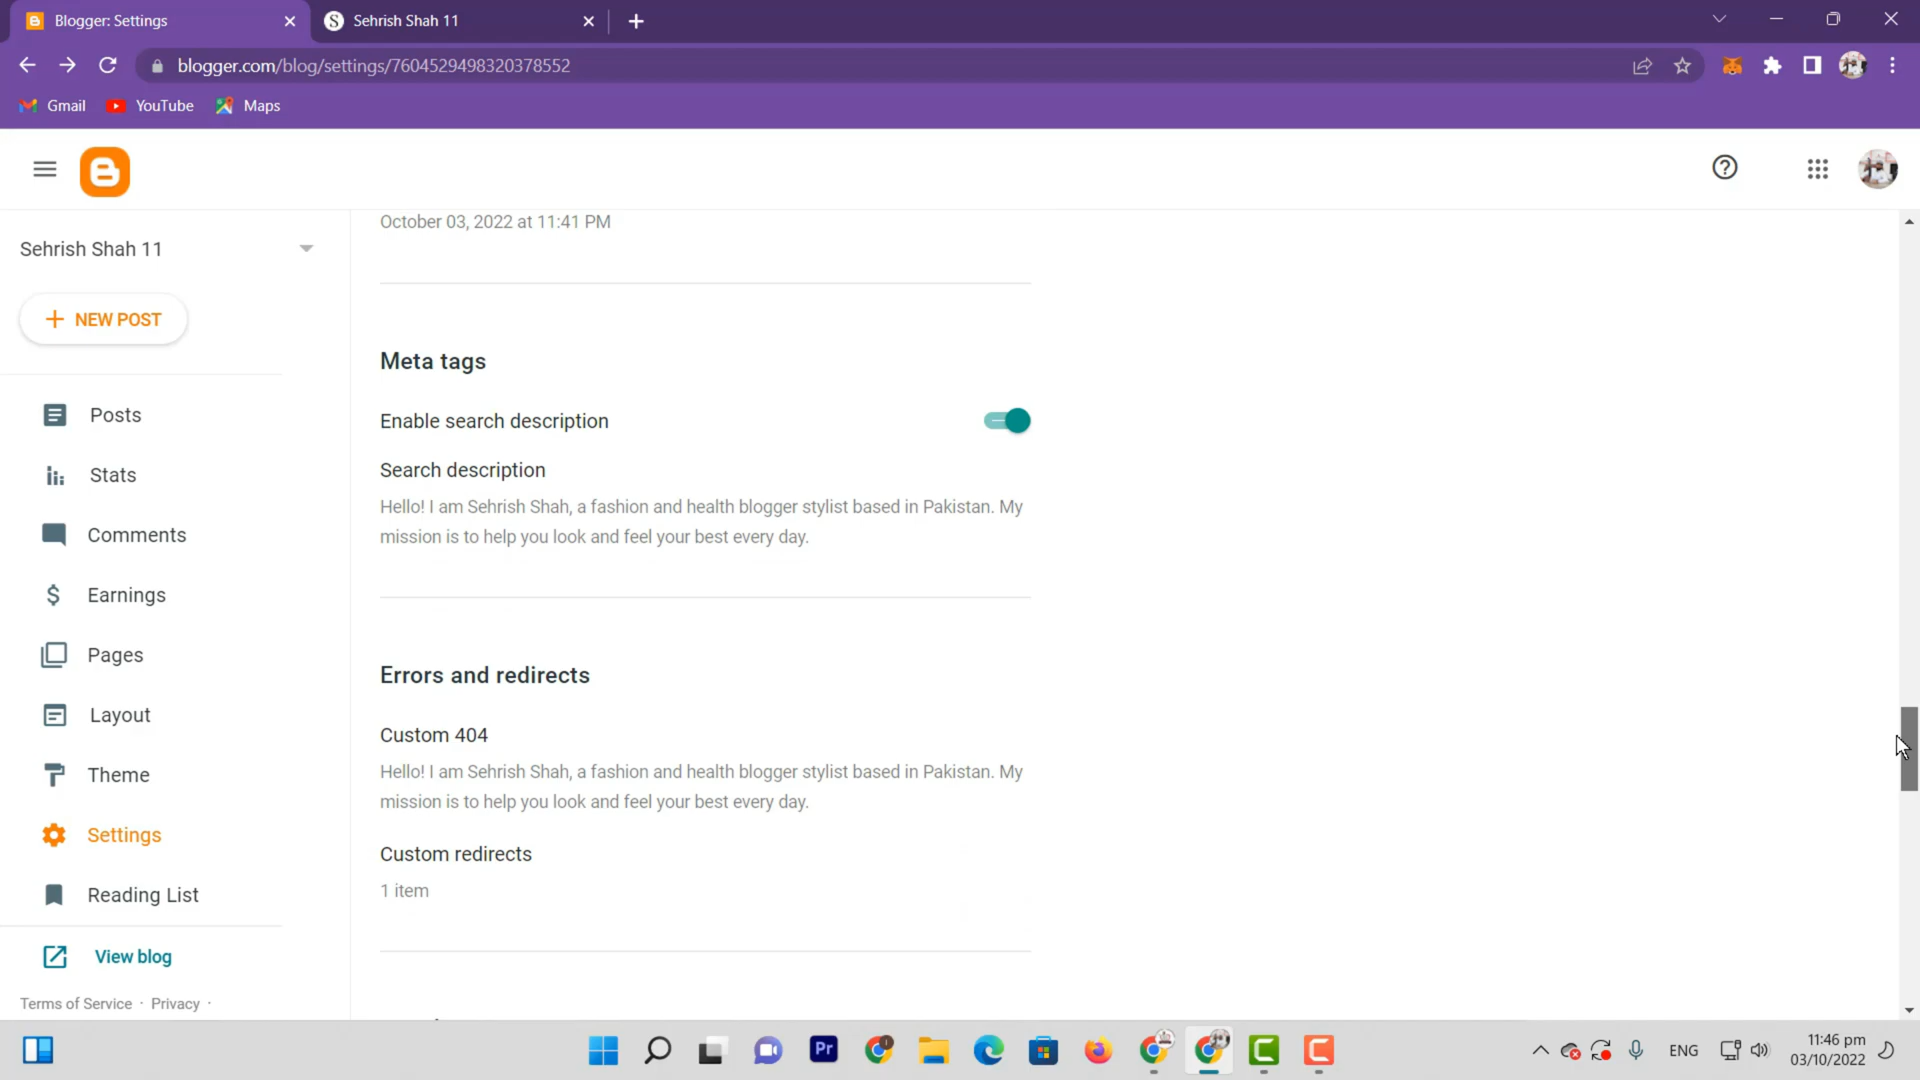 Blogger: Settings
S Sehrish Shah 11
blogger.com/blog/settings/7604529498320378552
Gmail YouTube Maps
Sehrish Shah 11
NEW POST
Posts
Stats
Comments
Earnings
Pages
Layout
Theme
Settings
Reading List
View blog
Terms of Service · Privacy ·
October 03, 2022 at 11:41 PM
Meta tags
Enable search description
Search description
Hello! I am Sehrish Shah, a fashion and health blogger stylist based in Pakistan. My
mission is to help you look and feel your best every day.
Errors and redirects
Custom 404
Hello! I am Sehrish Shah, a fashion and health blogger stylist based in Pakistan. My
mission is to help you look and feel your best every day.
Custom redirects
1 item
Pr
ENG
11:46 pm
03/10/2022